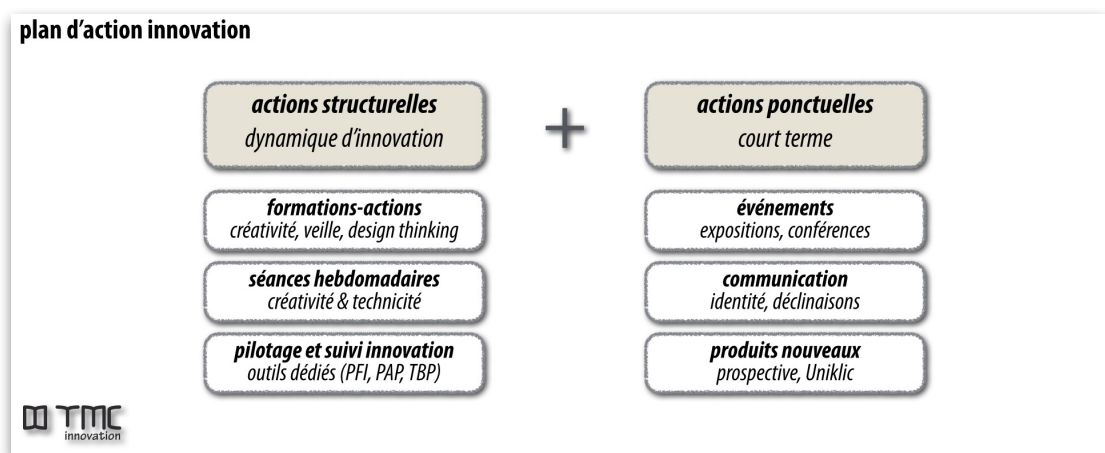 plan d'action innovation
actions structurelles
dynamique d'innovation
+
actions ponctuelles
court terme
formations-actions
créativité, veille, design thinking
séances hebdomadaires
créativité & technicité
pilotage et suivi innovation
outils dédiés (PFI, PAP, TBP)
événements
expositions, conférences
communication
identité, déclinaisons
produits nouveaux
prospective, Uniklic
TMC
innovation